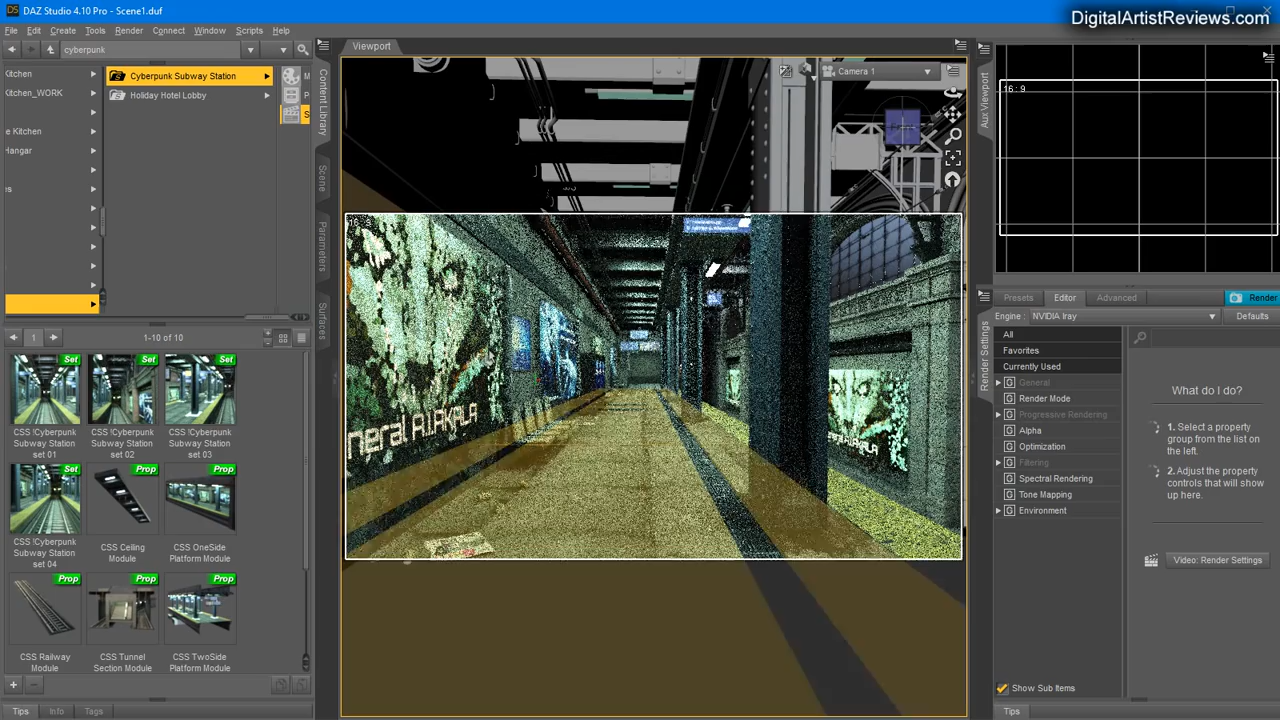 DAZ Studio 4.10 Pro - Scene1.duf
DigitalArtistReviews.com
File Edit Create Tools Render Connect Window Scripts Help
cyberpunk
Kitchen
Kitchen_WORK
e Kitchen
Hangar
es
Cyberpunk Subway Station
Holiday Hotel Lobby
M
P
S
Content Library
Scene
Parameters
Surfaces
1
1-10 of 10
Set
Set
Set
CSS !Cyberpunk Subway Station set 01
CSS !Cyberpunk Subway Station set 02
CSS !Cyberpunk Subway Station set 03
Set
Prop
Prop
CSS !Cyberpunk Subway Station set 04
CSS Ceiling Module
CSS OneSide Platform Module
Prop
Prop
Prop
CSS Railway Module
CSS Tunnel Section Module
CSS TwoSide Platform Module
Tips Info Tags
Viewport
Camera 1
neral A.I.AKALA
Aux Viewport
16 : 9
Render Settings
Presets Editor Advanced Render
Engine : NVIDIA Iray Defaults
All
Favorites
Currently Used
General
Render Mode
Progressive Rendering
Alpha
Optimization
Filtering
Spectral Rendering
Tone Mapping
Environment
What do I do?
1. Select a property
group from the list on
the left.
2. Adjust the property
controls that will show
up here.
Video: Render Settings
Show Sub Items
Tips